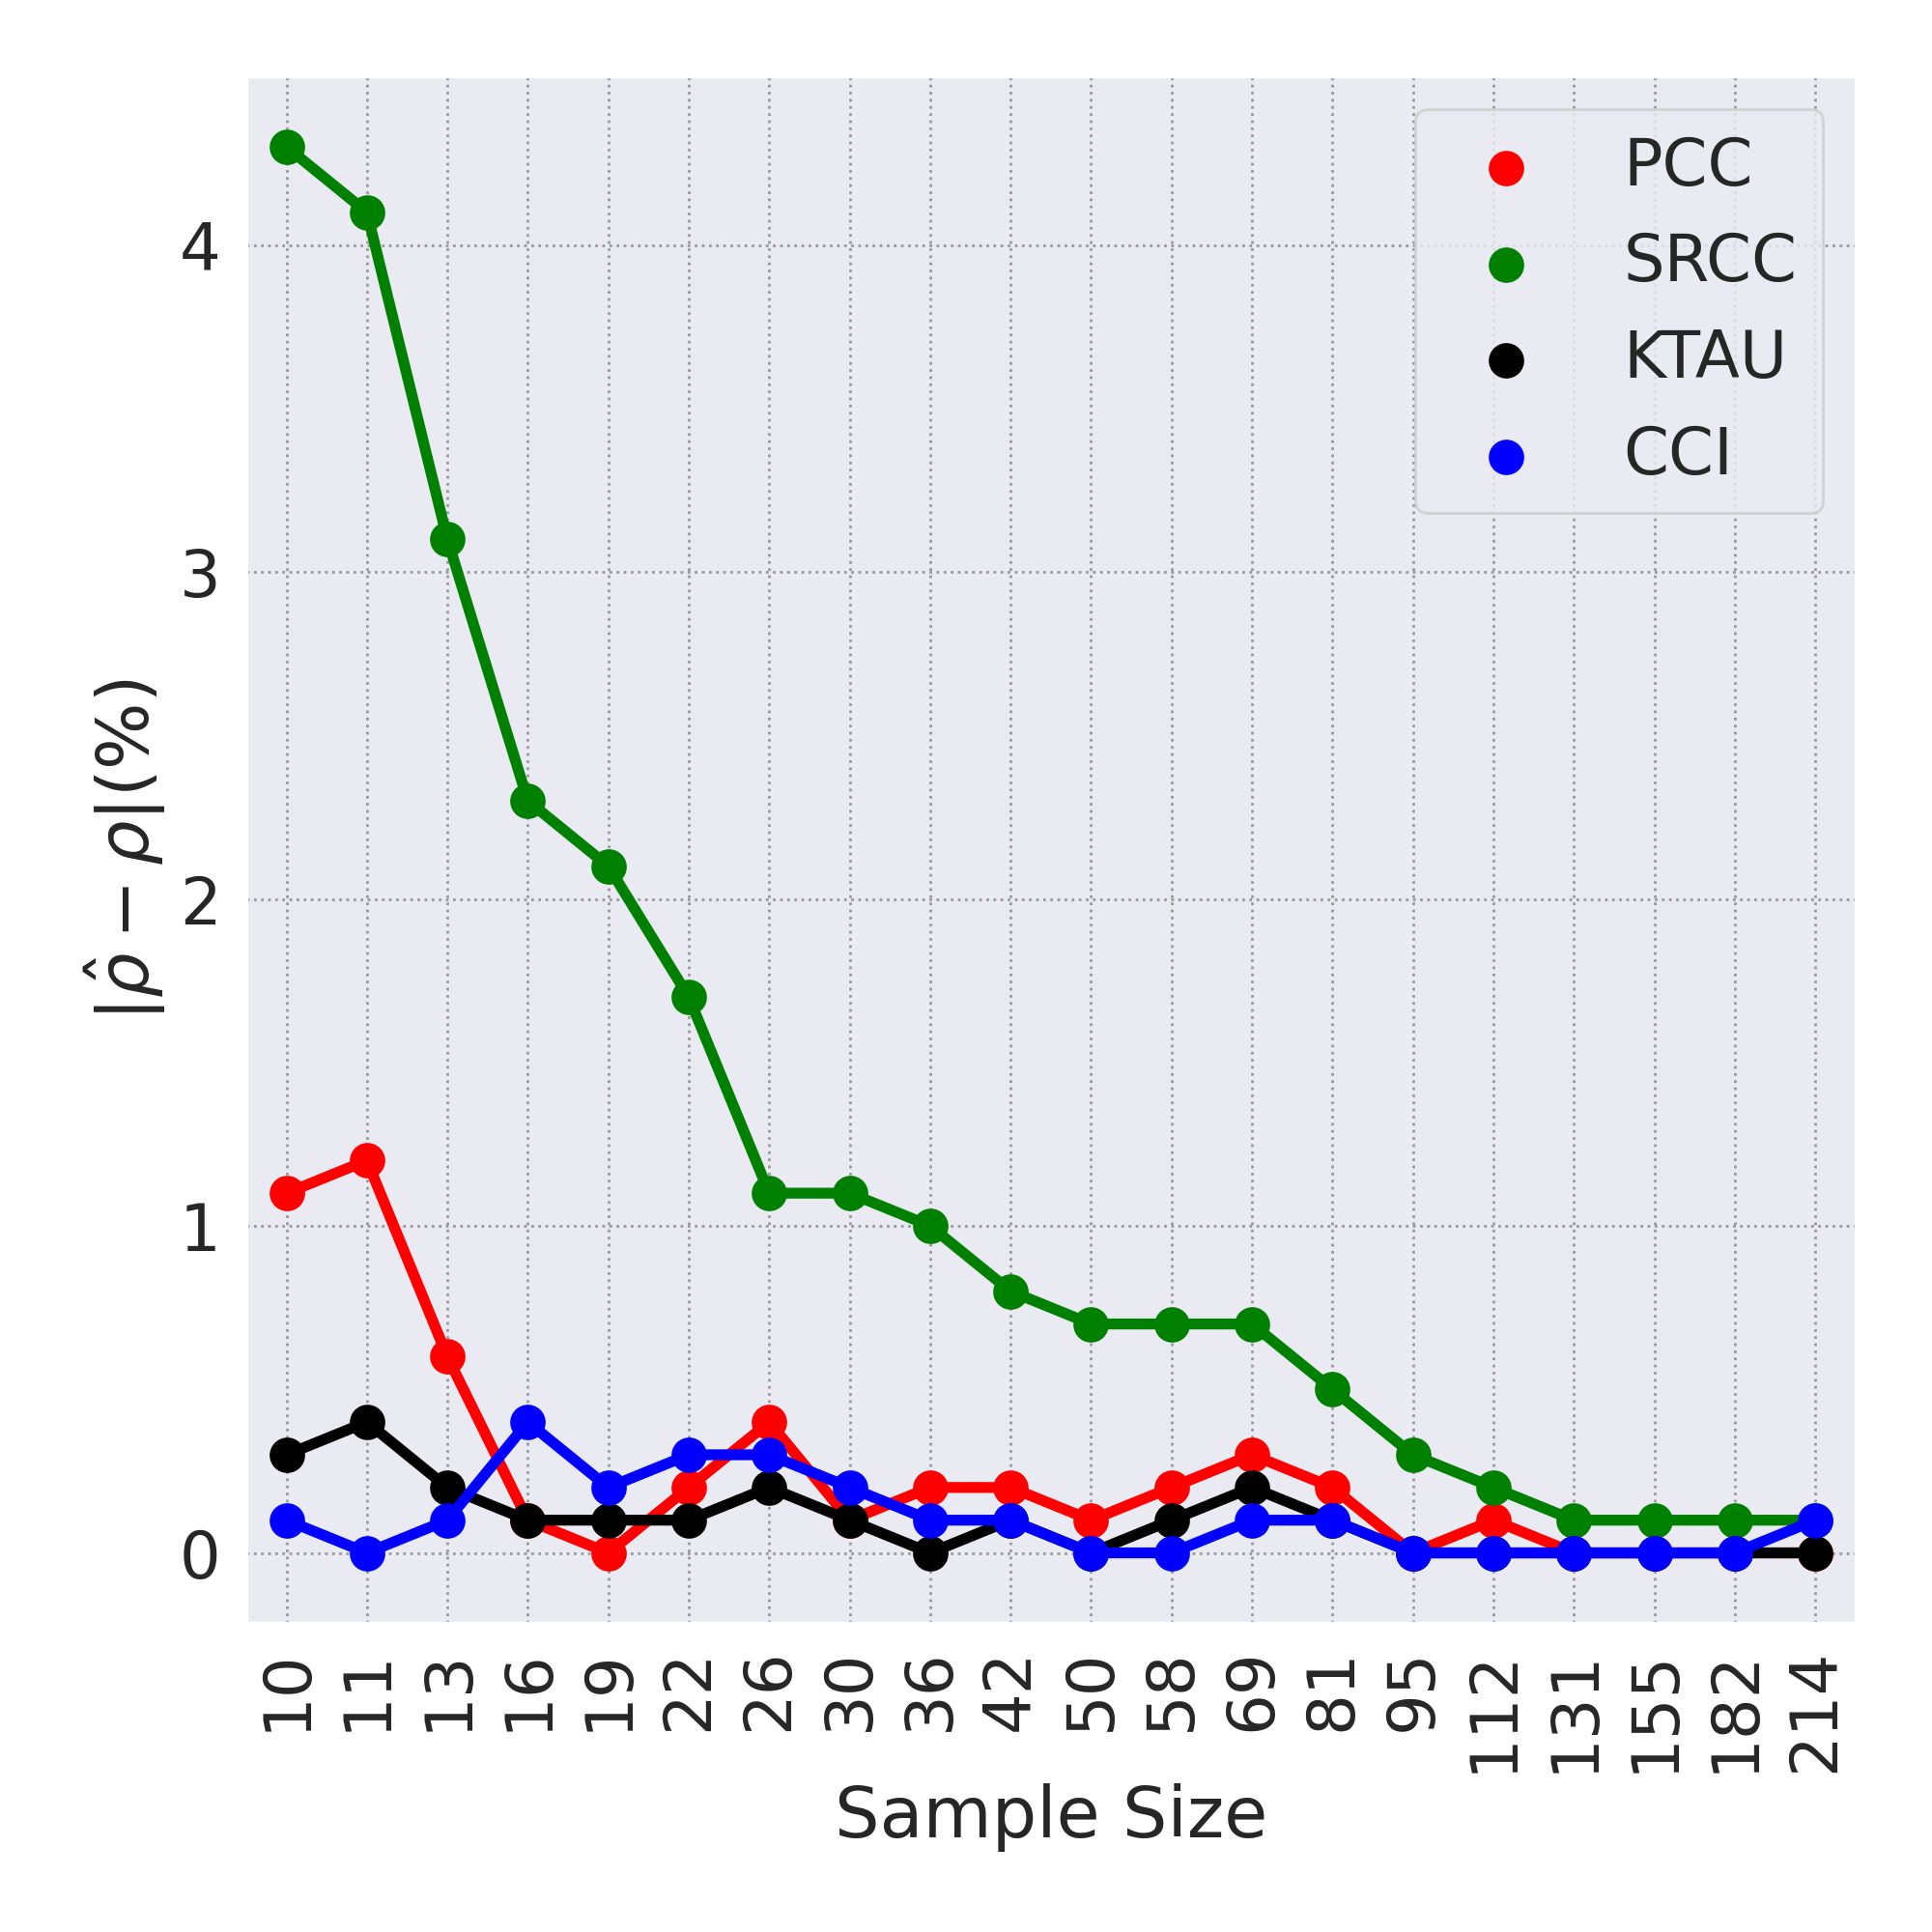 PCC
SRCC
KTAU
CCI
4
3
2
1
0
|ρ̂ − ρ|(%)
10 11 13 16 19 22 26 30 36 42 50 58 69 81 95 112 131 155 182 214
Sample Size